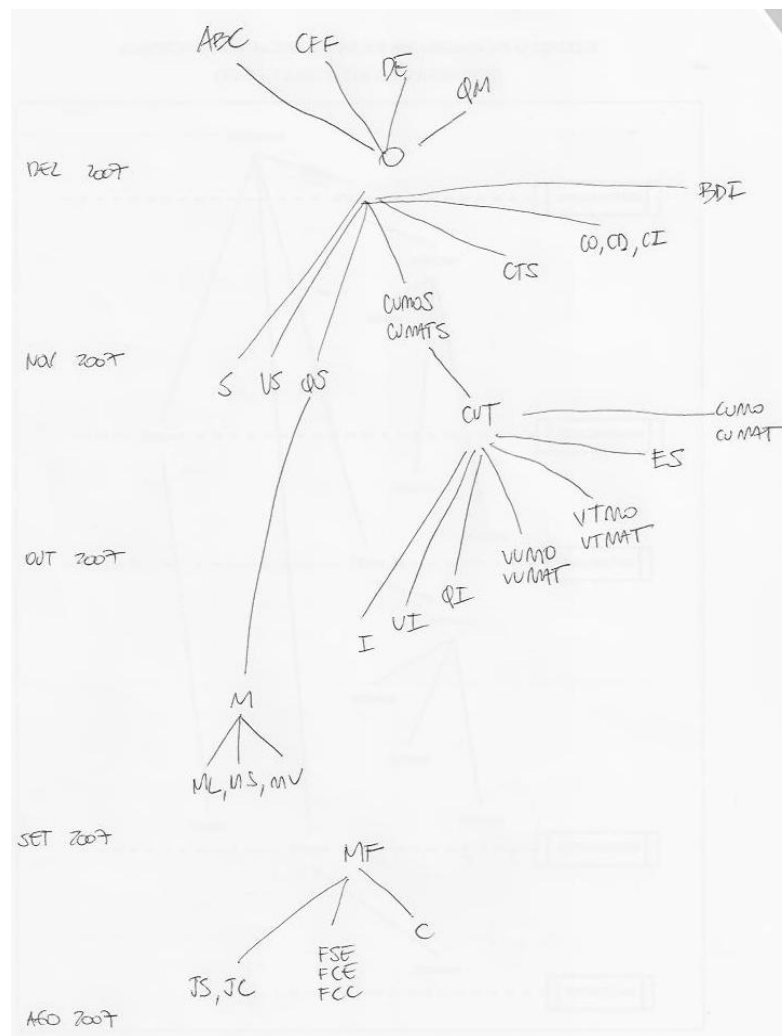 ABC CFF
DE
QM
O
DEZ 2007
BDI
CO, CD, CI
CTS
CUMOS
CUMATS
NOV 2007
S US QS
CUT
CUMO
CUMAT
ES
VTMO
VTMAT
OUT 2007
VUMO
VUMAT
QI
UI
I
M
ML, MS, MV
SET 2007
MF
C
FSE
FCE
FCC
JS, JC
AGO 2007